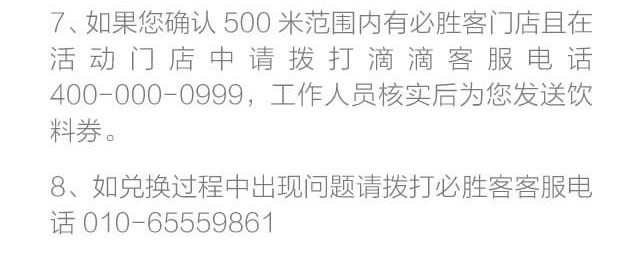 7、如果您确认 500 米范围内有必胜客门店且在
活动门店中请拨打滴滴客服电话
400-000-0999，工作人员核实后为您发送饮
料券。
8、如兑换过程中出现问题请拨打必胜客客服电
话 010-65559861